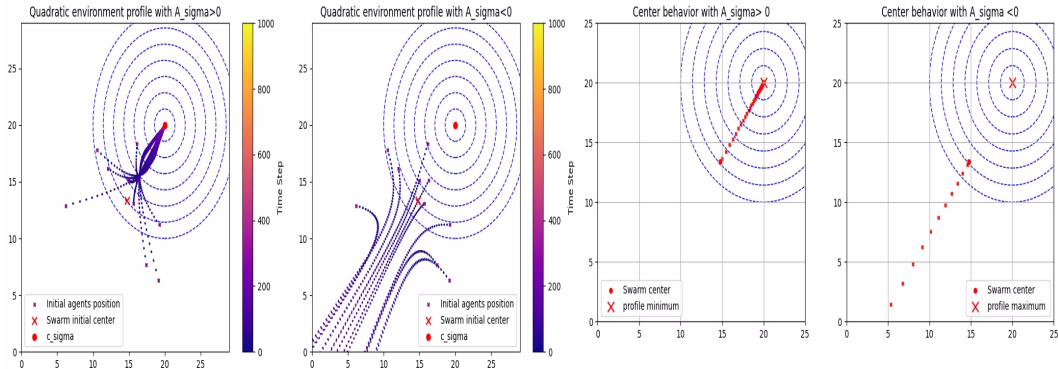 Quadratic environment profile with A_sigma>0
25
20
15
10
5
0
0 5 10 15 20 25
Initial agents position
Swarm initial center
c_sigma
1000
800
600
400
200
0
Time Step
Quadratic environment profile with A_sigma<0
25
20
15
10
5
0
0 5 10 15 20 25
Initial agents position
Swarm initial center
c_sigma
1000
800
600
400
200
0
Time Step
Center behavior with A_sigma> 0
25
20
15
10
5
0
0 5 10 15 20 25
Swarm center
profile minimum
Center behavior with A_sigma <0
25
20
15
10
5
0
0 5 10 15 20 25
Swarm center
profile maximum